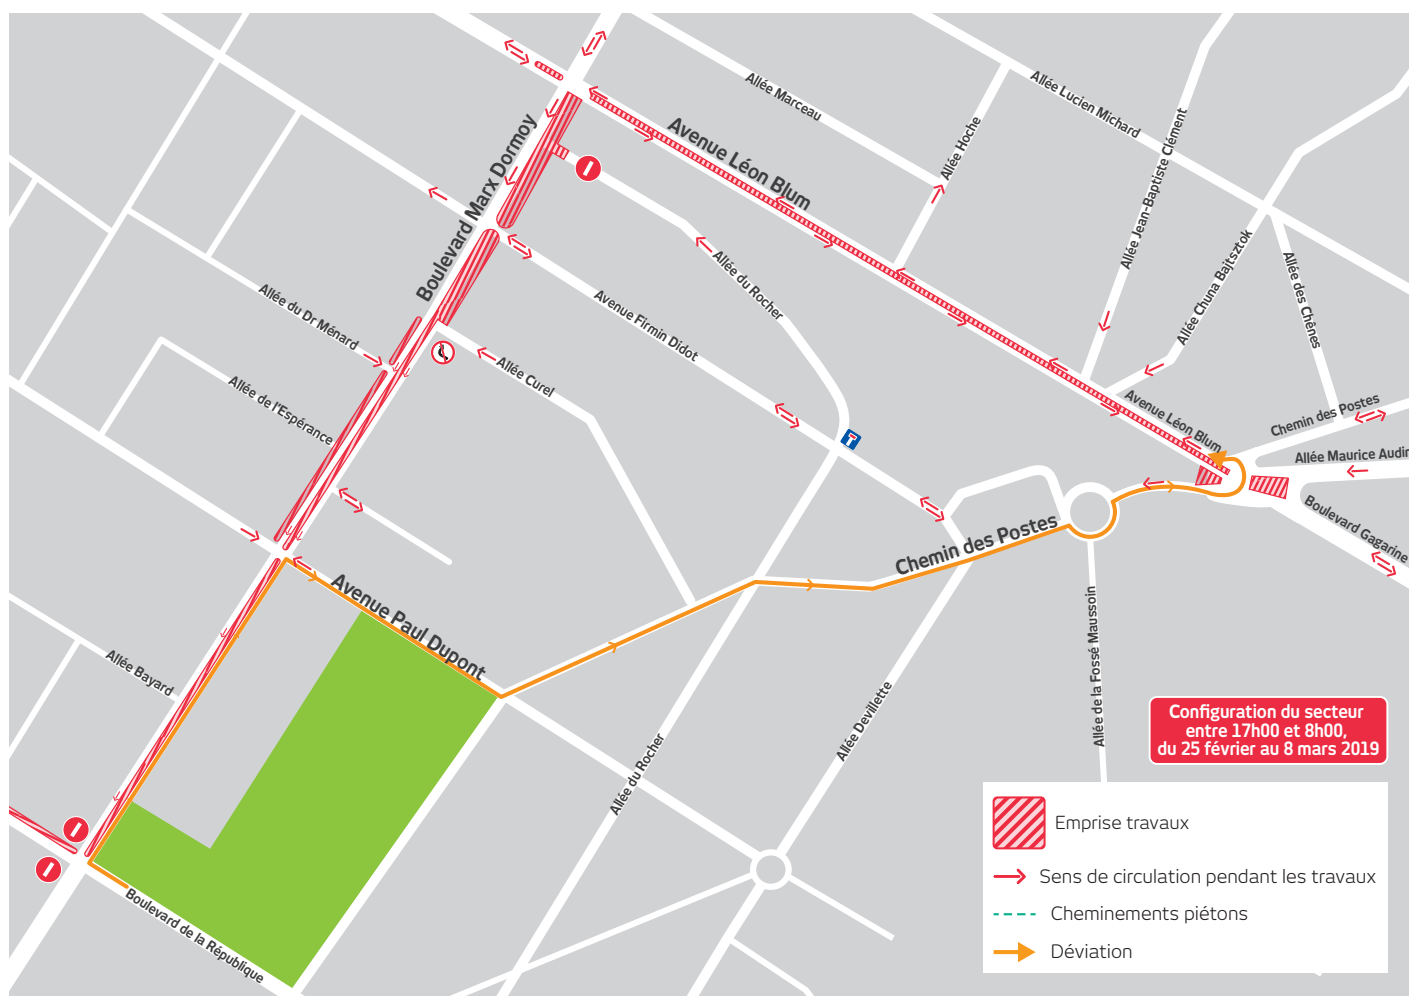 Allée Marceau
Allée Lucien Michard
Allée Hoche
Allée Jean-Baptiste Clément
Avenue Léon Blum
Boulevard Marx Dormoy
Allée Chuna Bajtsztok
Allée des Chênes
Allée du Rocher
Allée du Dr Ménard
Avenue Firmin Didot
Allée Curel
Allée de l'Espérance
Avenue Léon Blum
Chemin des Postes
Allée Maurice Audin
Boulevard Gagarine
Chemin des Postes
Avenue Paul Dupont
Allée de la Fossé Maussoin
Allée Bayard
Allée Devillette
Allée du Rocher
Boulevard de la République
Configuration du secteur
entre 17h00 et 8h00,
du 25 février au 8 mars 2019
Emprise travaux
Sens de circulation pendant les travaux
Cheminements piétons
Déviation